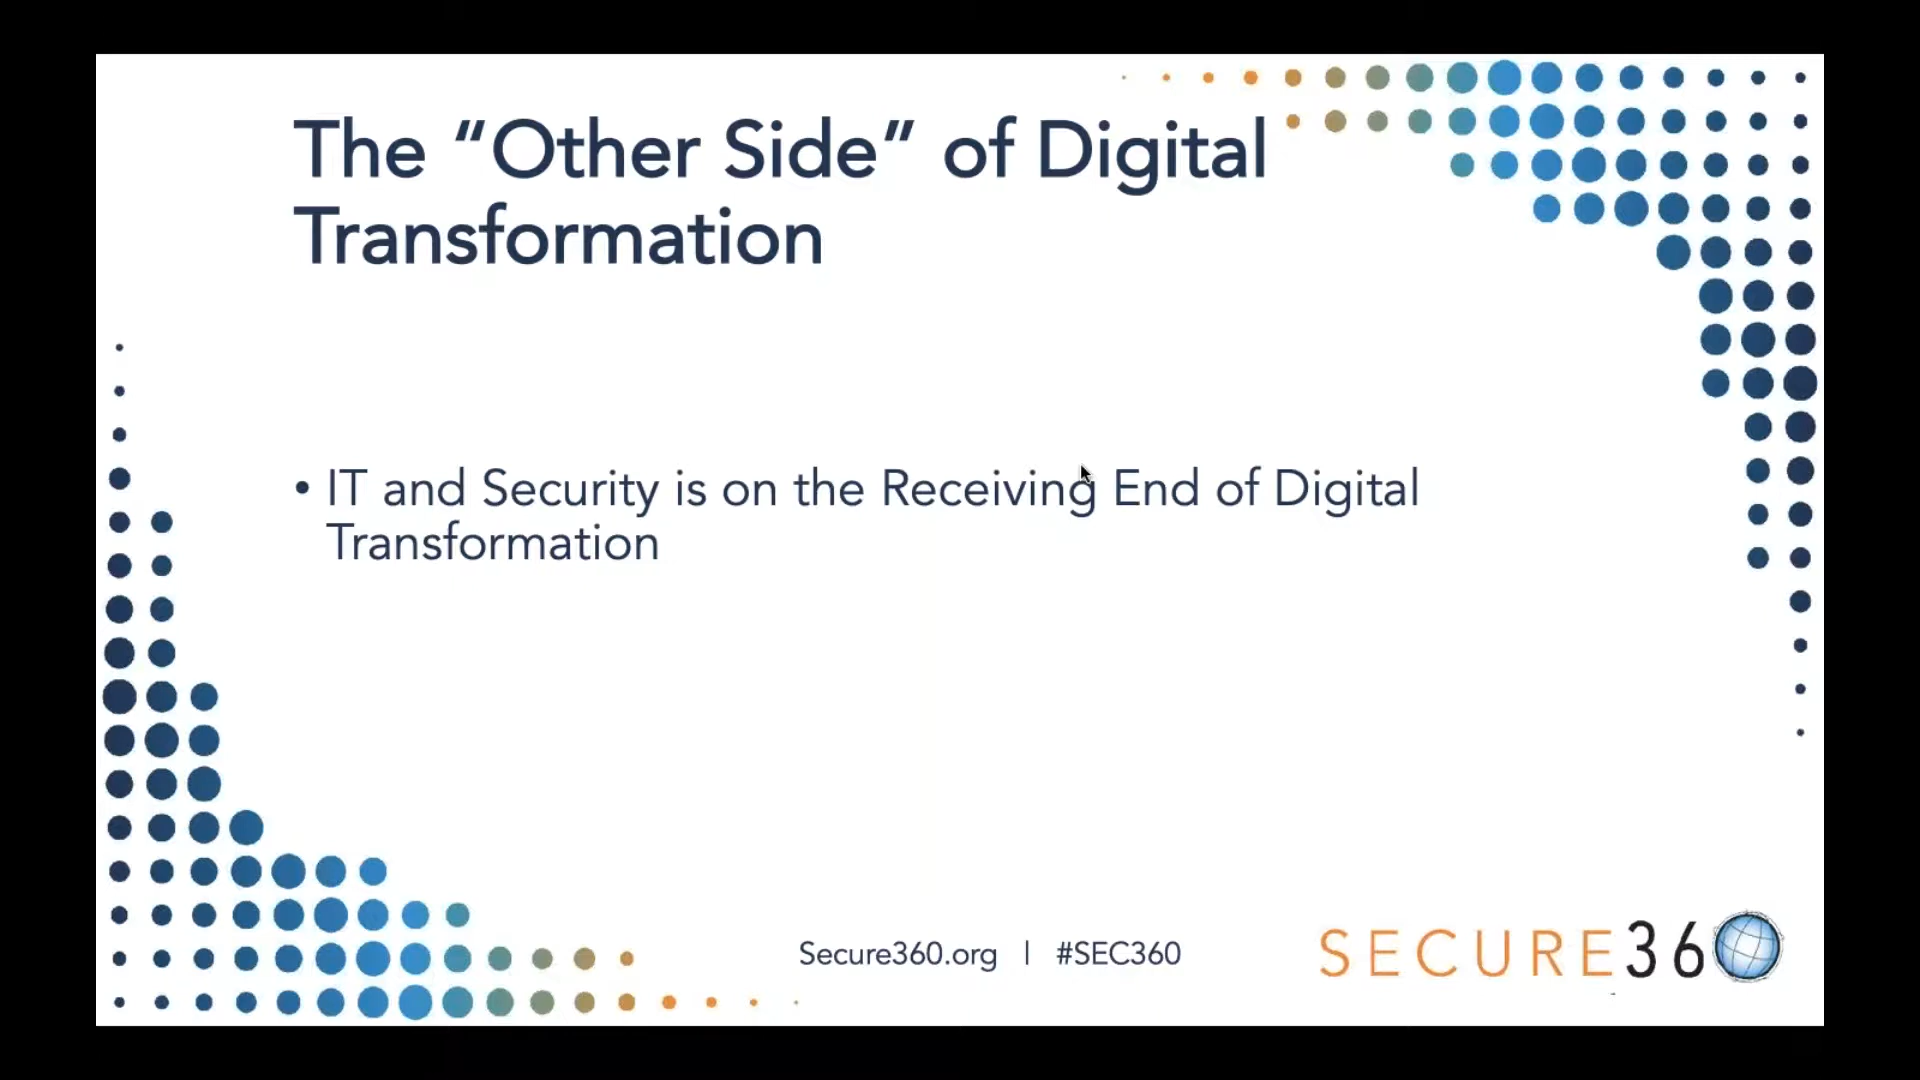 The “Other Side” of Digital
Transformation
• IT and Security is on the Receiving End of Digital
Transformation
Secure360.org | #SEC360
SECURE360